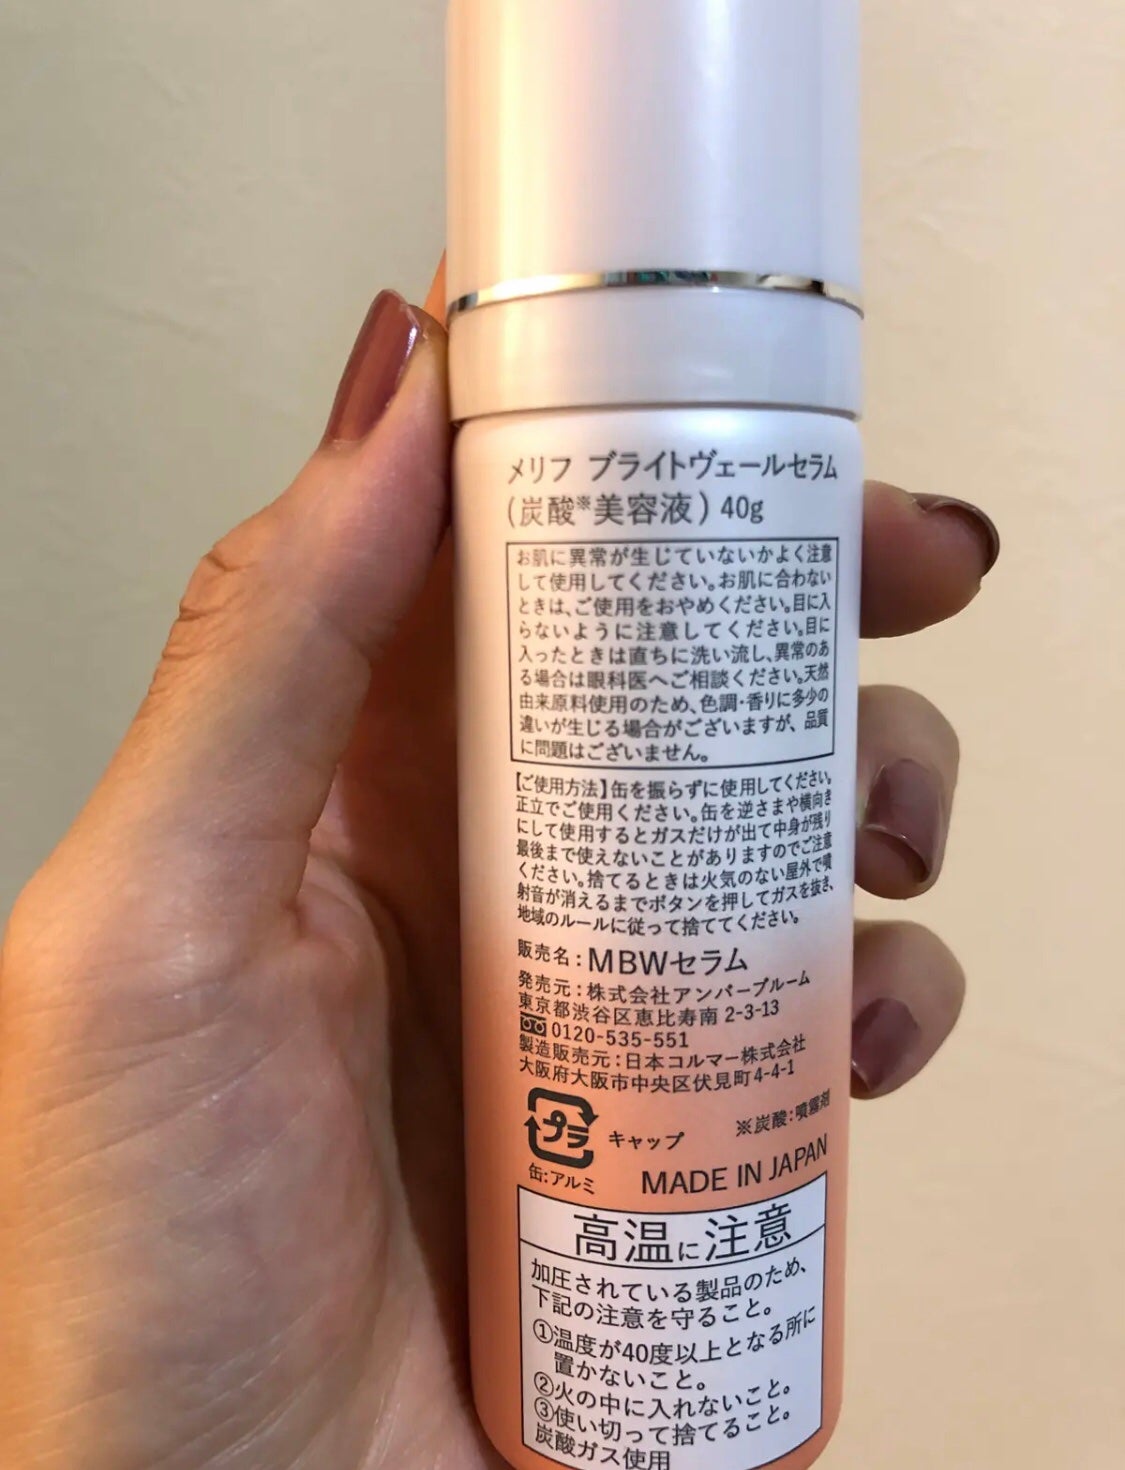 メリフ ブライトヴェールセラム
(炭酸※美容液) 40g
お肌に異常が生じていないかよく注意
して使用してください。お肌に合わない
ときは、ご使用をおやめください。目に入
らないように注意してください。目に
入ったときは直ちに洗い流し、異常のあ
る場合は眼科医へご相談ください。天然
由来原料使用のため、色調・香りに多少の
違いが生じる場合がございますが、品質
に問題はございません。
【ご使用方法】缶を振らずに使用してください。
正立でご使用ください。缶を逆さまや横向き
にして使用するとガスだけが出て中身が残り
最後まで使えないことがありますのでご注意
ください。捨てるときは火気のない屋外で噴
射音が消えるまでボタンを押してガスを抜き、
地域のルールに従って捨ててください。
販売名:MBWセラム
発売元:株式会社アンバーブルーム
東京都渋谷区恵比寿南 2-3-13
0120-535-551
製造販売元:日本コルマー株式会社
大阪府大阪市中央区伏見町4-4-1
※炭酸:噴霧剤
プラ キャップ
缶:アルミ
MADE IN JAPAN
高温に注意
加圧されている製品のため、
下記の注意を守ること。
①温度が40度以上となる所に
置かないこと。
②火の中に入れないこと。
③使い切って捨てること。
炭酸ガス使用